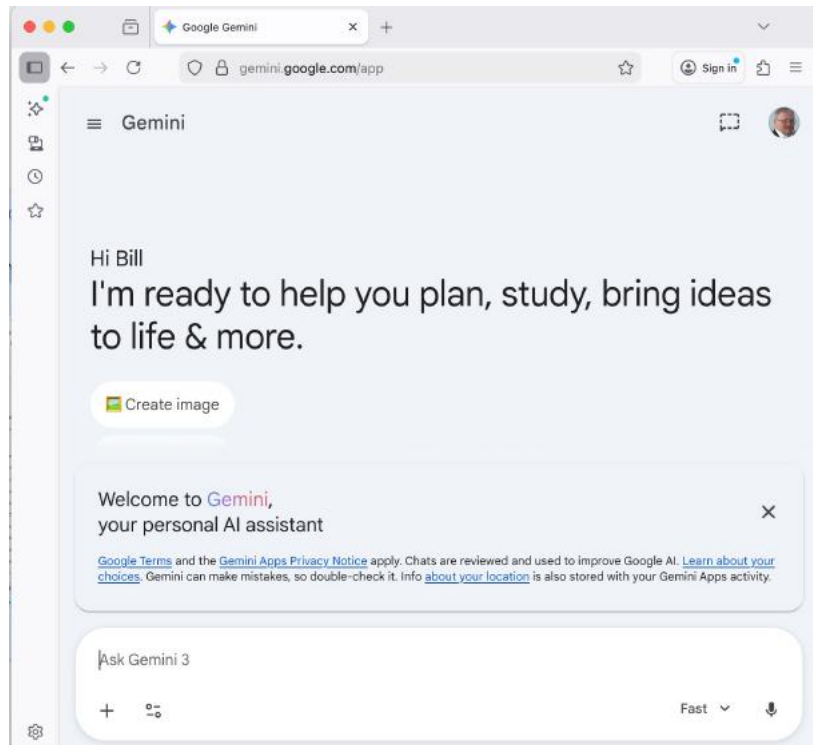 Google Gemini
gemini.google.com/app
Sign in
Gemini
Hi Bill
I'm ready to help you plan, study, bring ideas
to life & more.
Create image
Welcome to Gemini,
your personal AI assistant
Google Terms and the Gemini Apps Privacy Notice apply. Chats are reviewed and used to improve Google AI. Learn about your
choices. Gemini can make mistakes, so double-check it. Info about your location is also stored with your Gemini Apps activity.
Ask Gemini 3
Fast